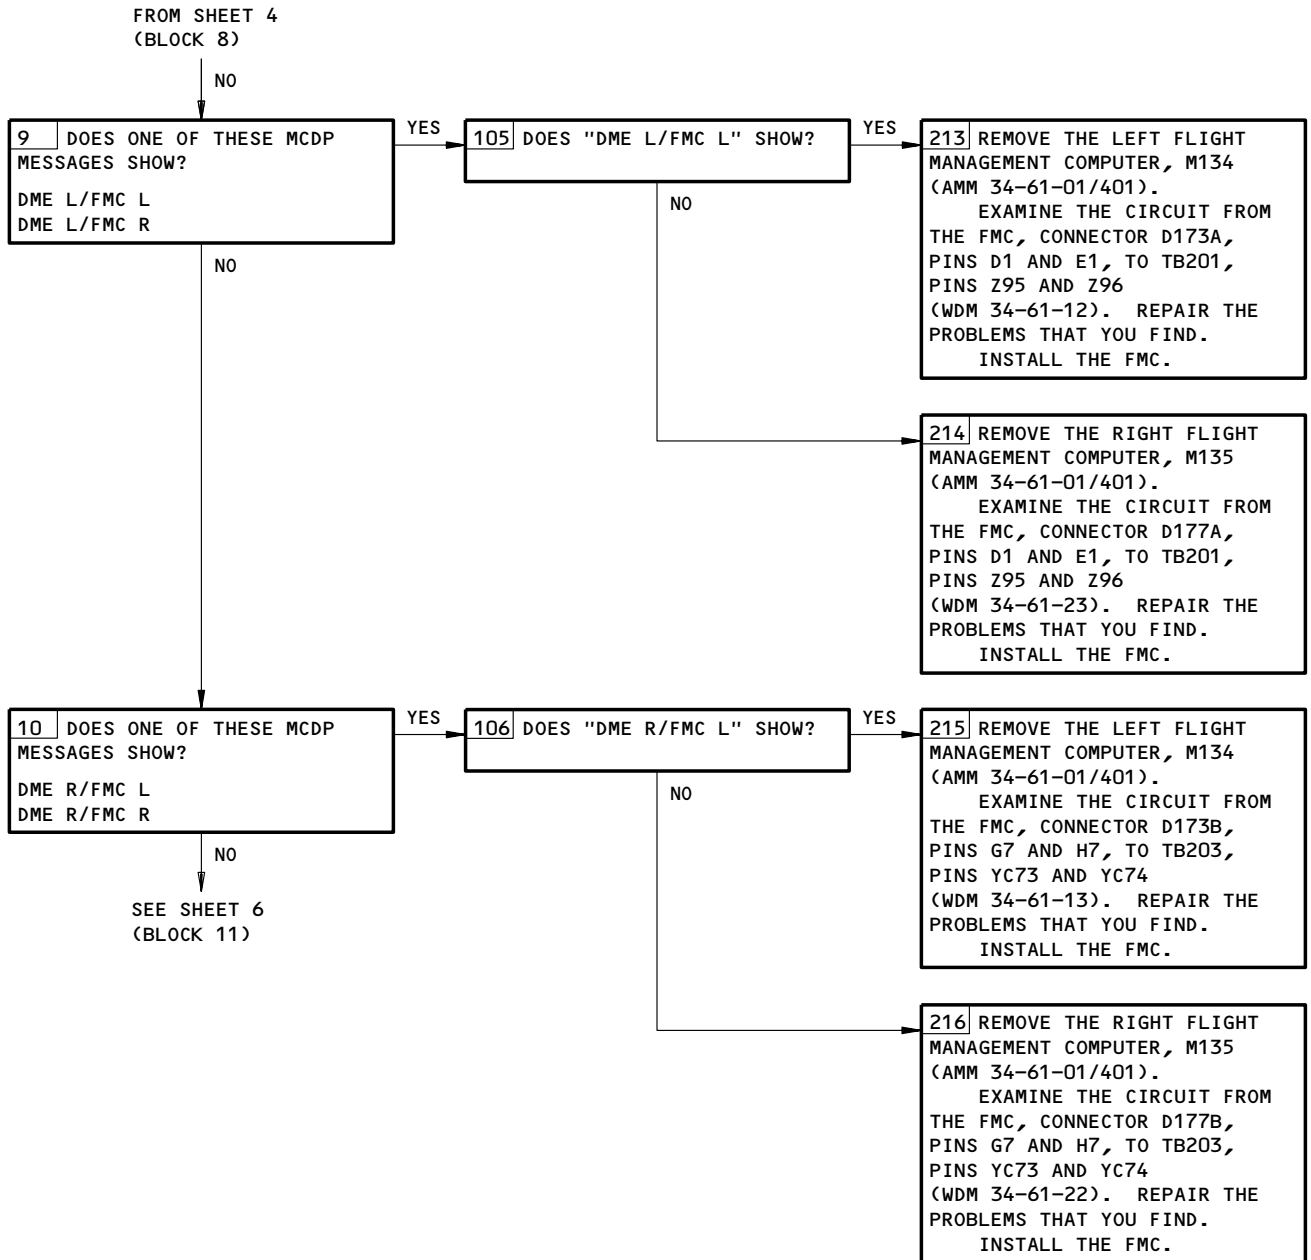 FROM SHEET 4
(BLOCK 8)
NO
9 DOES ONE OF THESE MCDP
MESSAGES SHOW?
DME L/FMC L
DME L/FMC R
YES
105 DOES "DME L/FMC L" SHOW?
YES
213 REMOVE THE LEFT FLIGHT
MANAGEMENT COMPUTER, M134
(AMM 34-61-01/401).
EXAMINE THE CIRCUIT FROM
THE FMC, CONNECTOR D173A,
PINS D1 AND E1, TO TB201,
PINS Z95 AND Z96
(WDM 34-61-12). REPAIR THE
PROBLEMS THAT YOU FIND.
INSTALL THE FMC.
NO
214 REMOVE THE RIGHT FLIGHT
MANAGEMENT COMPUTER, M135
(AMM 34-61-01/401).
EXAMINE THE CIRCUIT FROM
THE FMC, CONNECTOR D177A,
PINS D1 AND E1, TO TB201,
PINS Z95 AND Z96
(WDM 34-61-23). REPAIR THE
PROBLEMS THAT YOU FIND.
INSTALL THE FMC.
NO
10 DOES ONE OF THESE MCDP
MESSAGES SHOW?
DME R/FMC L
DME R/FMC R
YES
106 DOES "DME R/FMC L" SHOW?
YES
215 REMOVE THE LEFT FLIGHT
MANAGEMENT COMPUTER, M134
(AMM 34-61-01/401).
EXAMINE THE CIRCUIT FROM
THE FMC, CONNECTOR D173B,
PINS G7 AND H7, TO TB203,
PINS YC73 AND YC74
(WDM 34-61-13). REPAIR THE
PROBLEMS THAT YOU FIND.
INSTALL THE FMC.
NO
216 REMOVE THE RIGHT FLIGHT
MANAGEMENT COMPUTER, M135
(AMM 34-61-01/401).
EXAMINE THE CIRCUIT FROM
THE FMC, CONNECTOR D177B,
PINS G7 AND H7, TO TB203,
PINS YC73 AND YC74
(WDM 34-61-22). REPAIR THE
PROBLEMS THAT YOU FIND.
INSTALL THE FMC.
NO
SEE SHEET 6
(BLOCK 11)